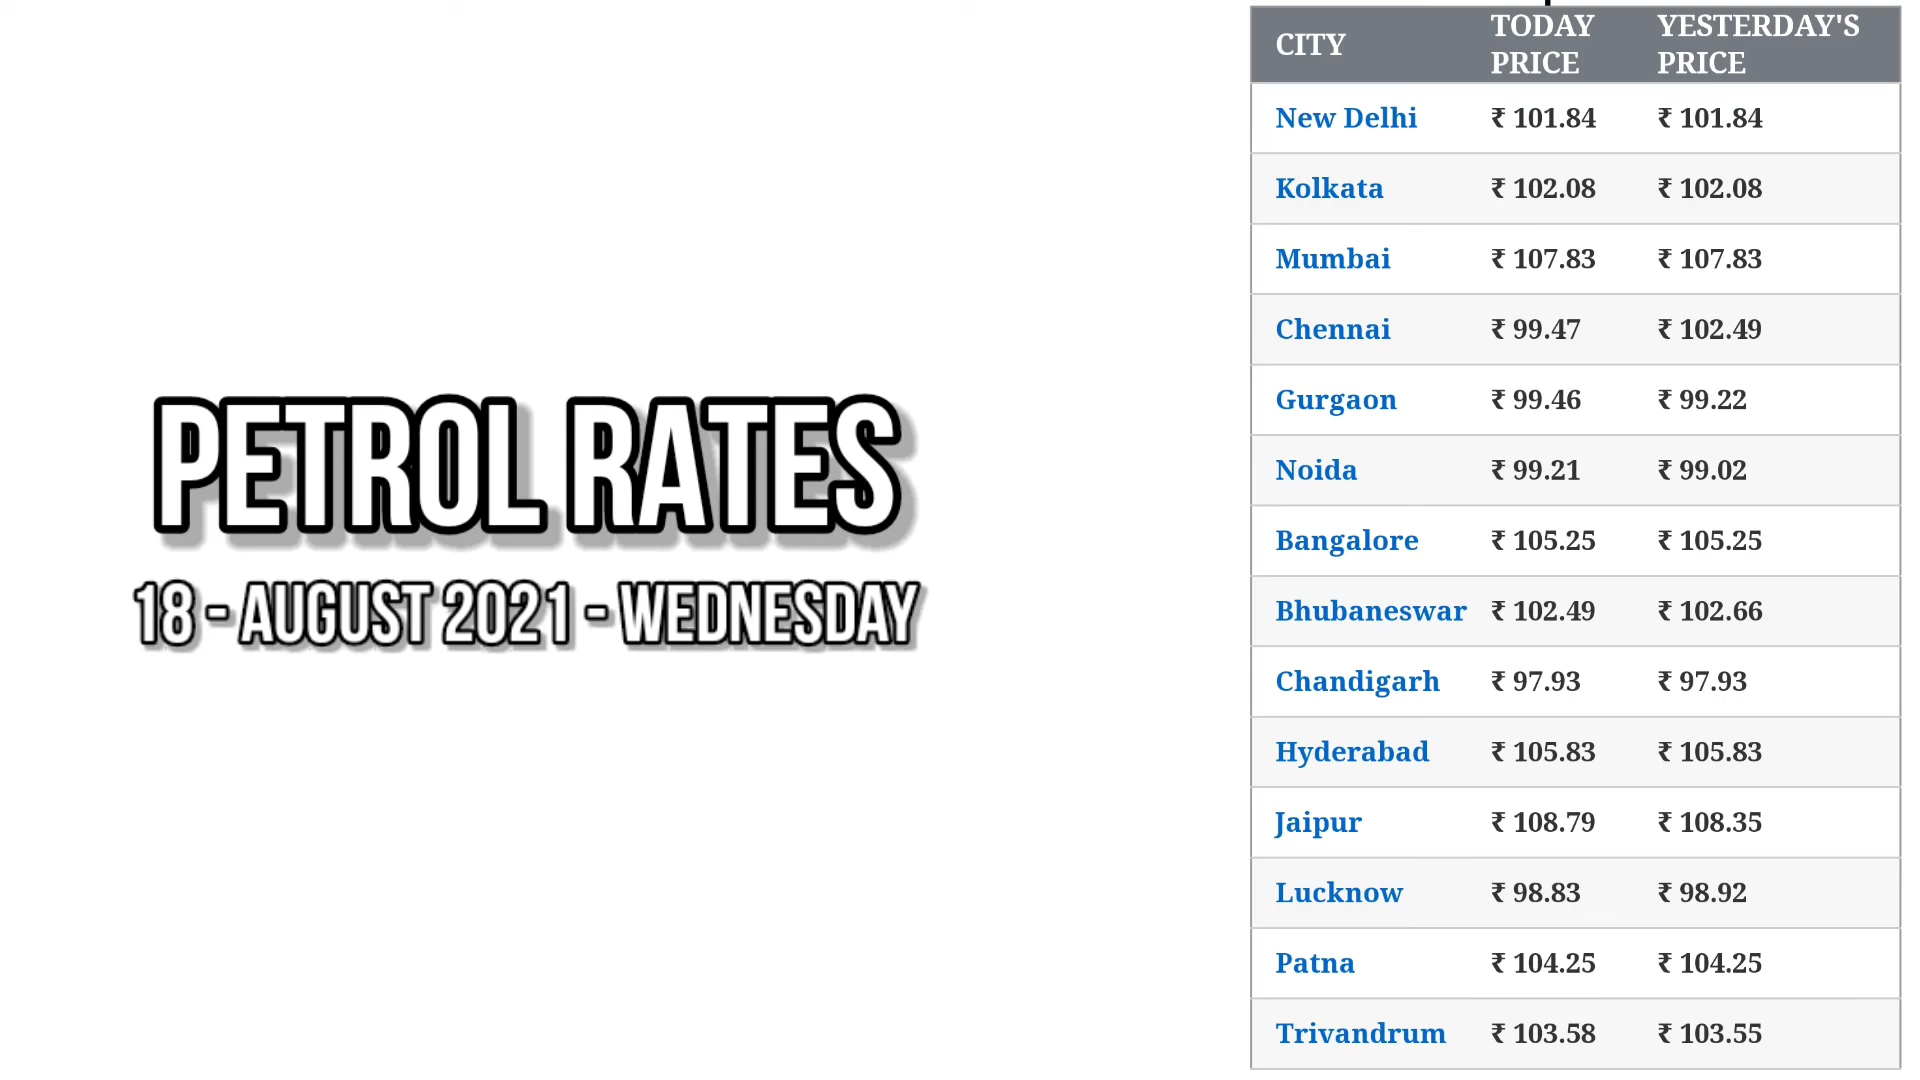 PETROL RATES
18 - AUGUST 2021 - WEDNESDAY
CITY TODAY PRICE YESTERDAY'S PRICE
New Delhi ₹ 101.84 ₹ 101.84
Kolkata ₹ 102.08 ₹ 102.08
Mumbai ₹ 107.83 ₹ 107.83
Chennai ₹ 99.47 ₹ 102.49
Gurgaon ₹ 99.46 ₹ 99.22
Noida ₹ 99.21 ₹ 99.02
Bangalore ₹ 105.25 ₹ 105.25
Bhubaneswar ₹ 102.49 ₹ 102.66
Chandigarh ₹ 97.93 ₹ 97.93
Hyderabad ₹ 105.83 ₹ 105.83
Jaipur ₹ 108.79 ₹ 108.35
Lucknow ₹ 98.83 ₹ 98.92
Patna ₹ 104.25 ₹ 104.25
Trivandrum ₹ 103.58 ₹ 103.55